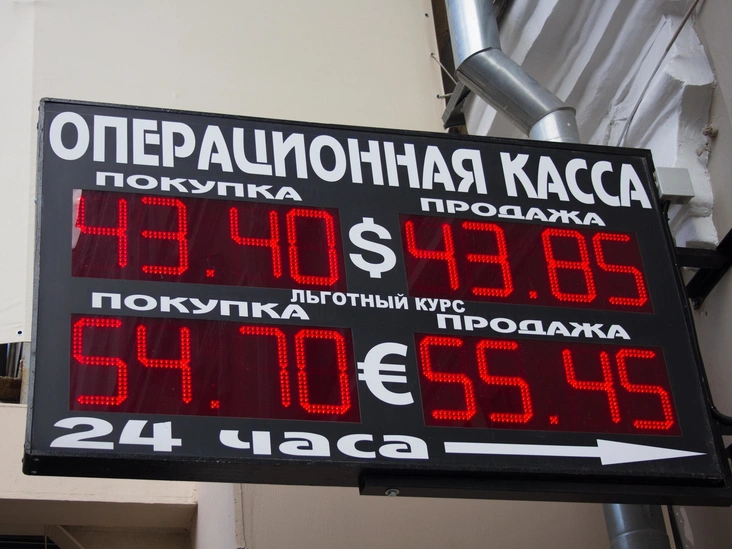 ОПЕРАЦИОННАЯ КАССА
ПОКУПКА ПРОДАЖА
43.40 $ 43.85
ЛЬГОТНЫЙ КУРС
ПОКУПКА ПРОДАЖА
54.70 € 55.45
24 часа